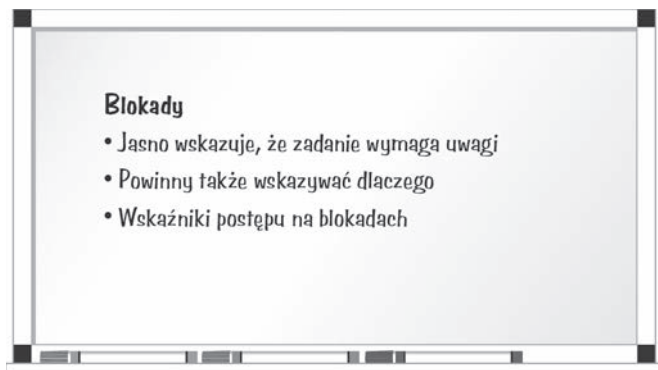 Blokady
• Jasno wskazuje, że zadanie wymaga uwagi
• Powinny także wskazywać dlaczego
• Wskaźniki postępu na blokadach